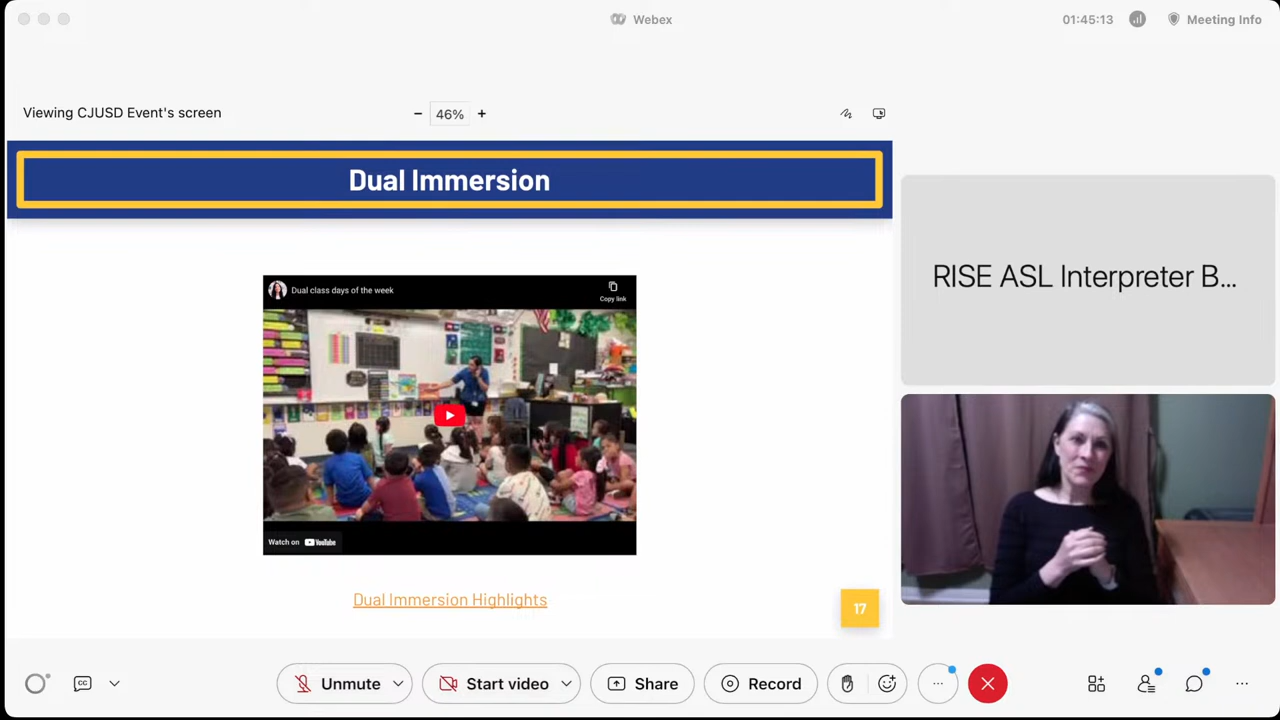 Webex
01:45:13
Meeting Info
Viewing CJUSD Event's screen
− 46% +
Dual Immersion
RISE ASL Interpreter B...
Dual class days of the week
Copy link
Watch on YouTube
Dual Immersion Highlights
17
CC
Unmute
Start video
Share
Record